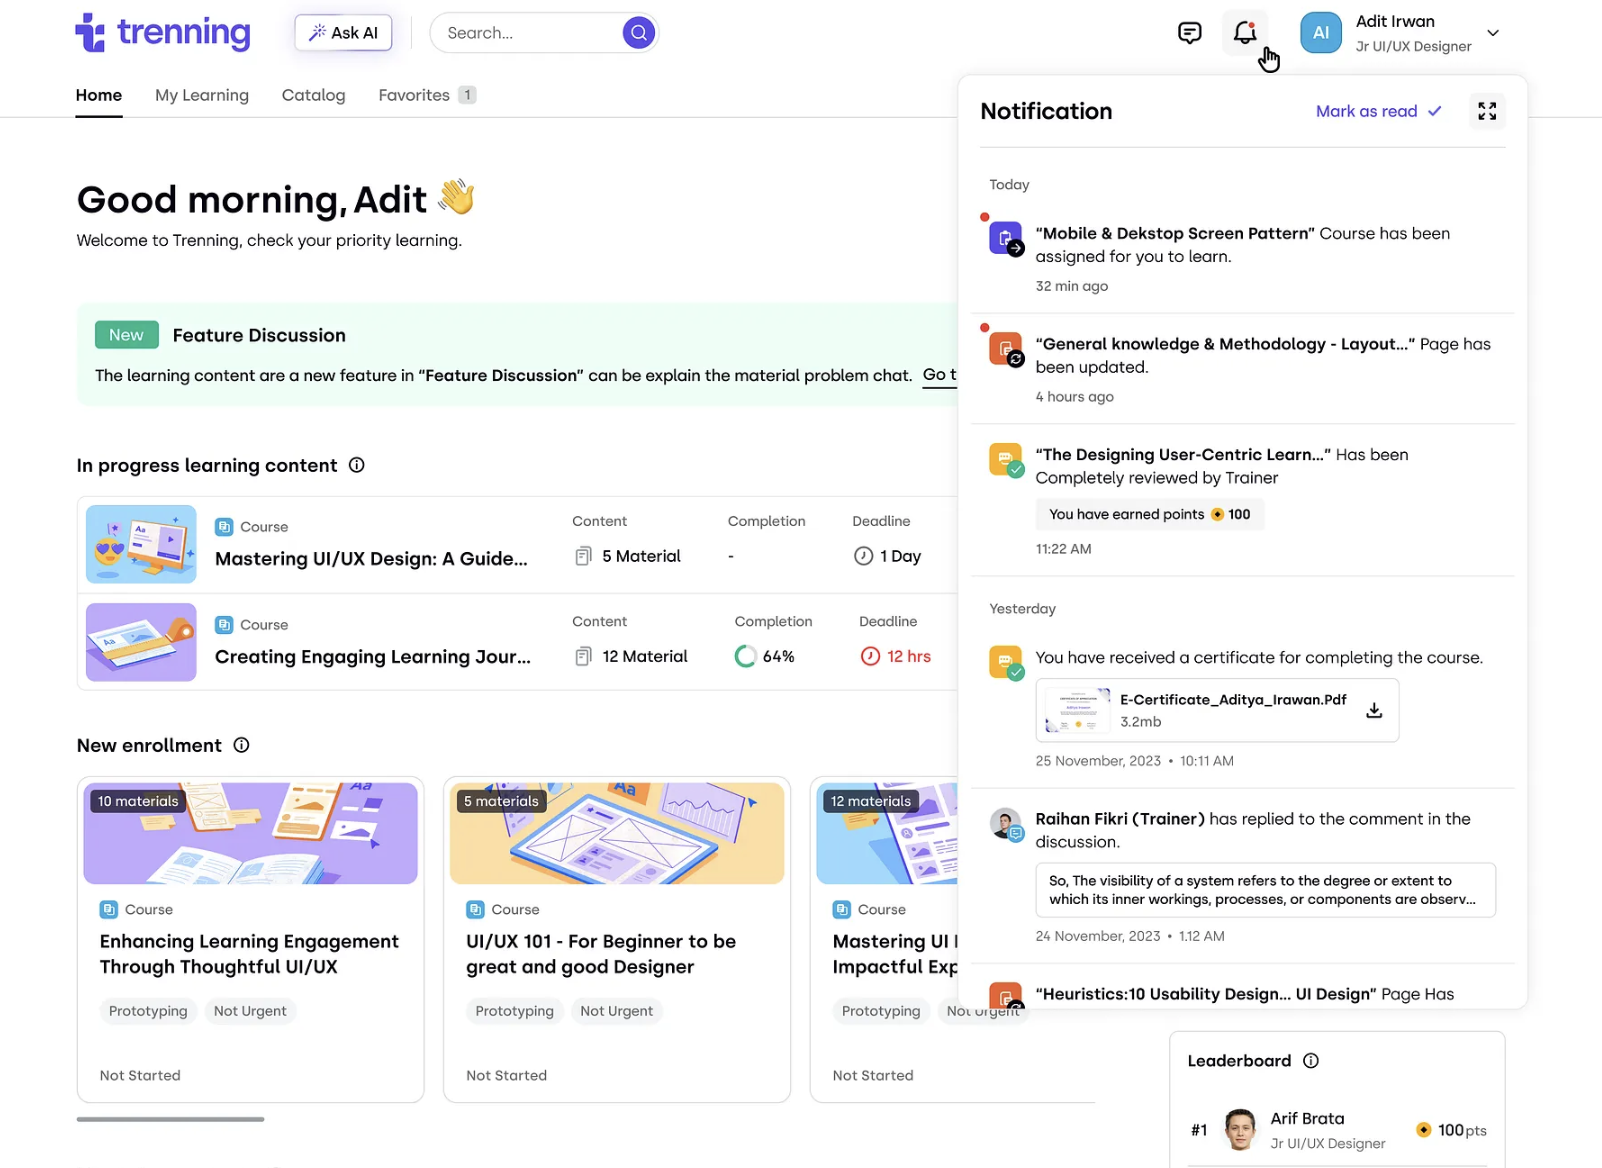 trenning
Ask AI
Search...
AI
Adit Irwan
Jr UI/UX Designer
Home
My Learning
Catalog
Favorites 1
Notification
Mark as read
Good morning, Adit
Welcome to Trenning, check your priority learning.
New
Feature Discussion
The learning content are a new feature in “Feature Discussion” can be explain the material problem chat. Go t
In progress learning content
Course
Mastering UI/UX Design: A Guide...
Content
5 Material
Completion
-
Deadline
1 Day
Course
Creating Engaging Learning Jour...
Content
12 Material
Completion
64%
Deadline
12 hrs
New enrollment
10 materials
Course
Enhancing Learning Engagement
Through Thoughtful UI/UX
Prototyping
Not Urgent
Not Started
5 materials
Aa
Course
UI/UX 101 - For Beginner to be
great and good Designer
Prototyping
Not Urgent
Not Started
12 materials
Course
Mastering UI
Impactful Exp
Prototyping
Not Urgent
Not Started
Today
“Mobile & Dekstop Screen Pattern” Course has been
assigned for you to learn.
32 min ago
“General knowledge & Methodology - Layout...” Page has
been updated.
4 hours ago
“The Designing User-Centric Learn...” Has been
Completely reviewed by Trainer
You have earned points 100
11:22 AM
Yesterday
You have received a certificate for completing the course.
E-Certificate_Aditya_Irawan.Pdf
3.2mb
25 November, 2023 • 10:11 AM
Raihan Fikri (Trainer) has replied to the comment in the
discussion.
So, The visibility of a system refers to the degree or extent to
which its inner workings, processes, or components are observ...
24 November, 2023 • 1.12 AM
“Heuristics:10 Usability Design... UI Design” Page Has
Leaderboard
#1
Arif Brata
Jr UI/UX Designer
100pts